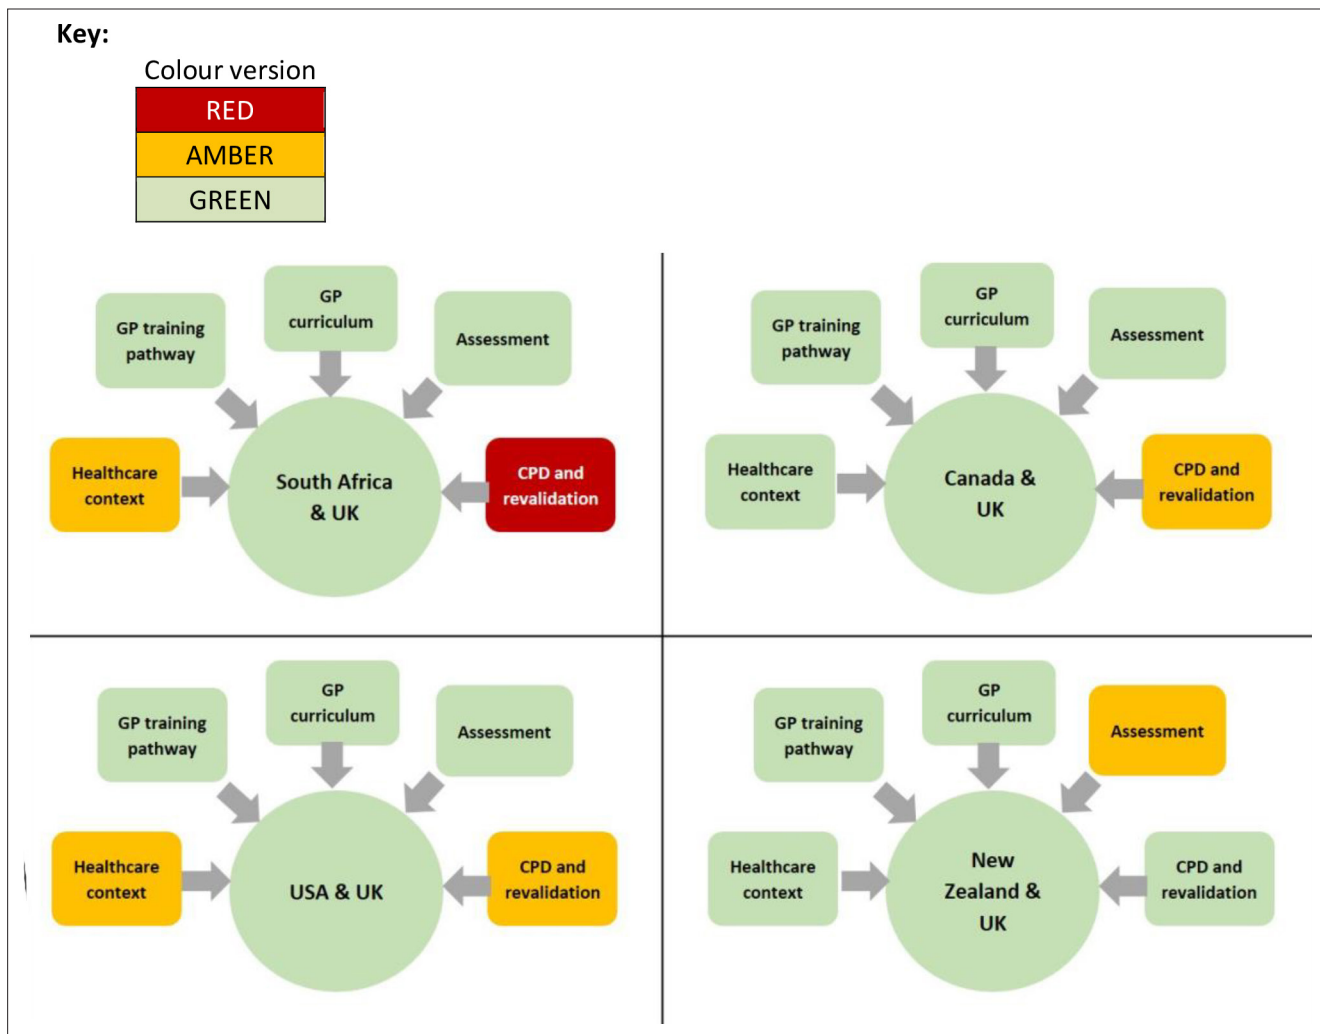 Key:
Colour version
RED
AMBER
GREEN
GP
curriculum
GP training
pathway
Assessment
Healthcare
context
South Africa
& UK
CPD and
revalidation
GP
curriculum
GP training
pathway
Assessment
Healthcare
context
Canada &
UK
CPD and
revalidation
GP
curriculum
GP training
pathway
Assessment
Healthcare
context
USA & UK
CPD and
revalidation
GP
curriculum
GP training
pathway
Assessment
Healthcare
context
New
Zealand &
UK
CPD and
revalidation